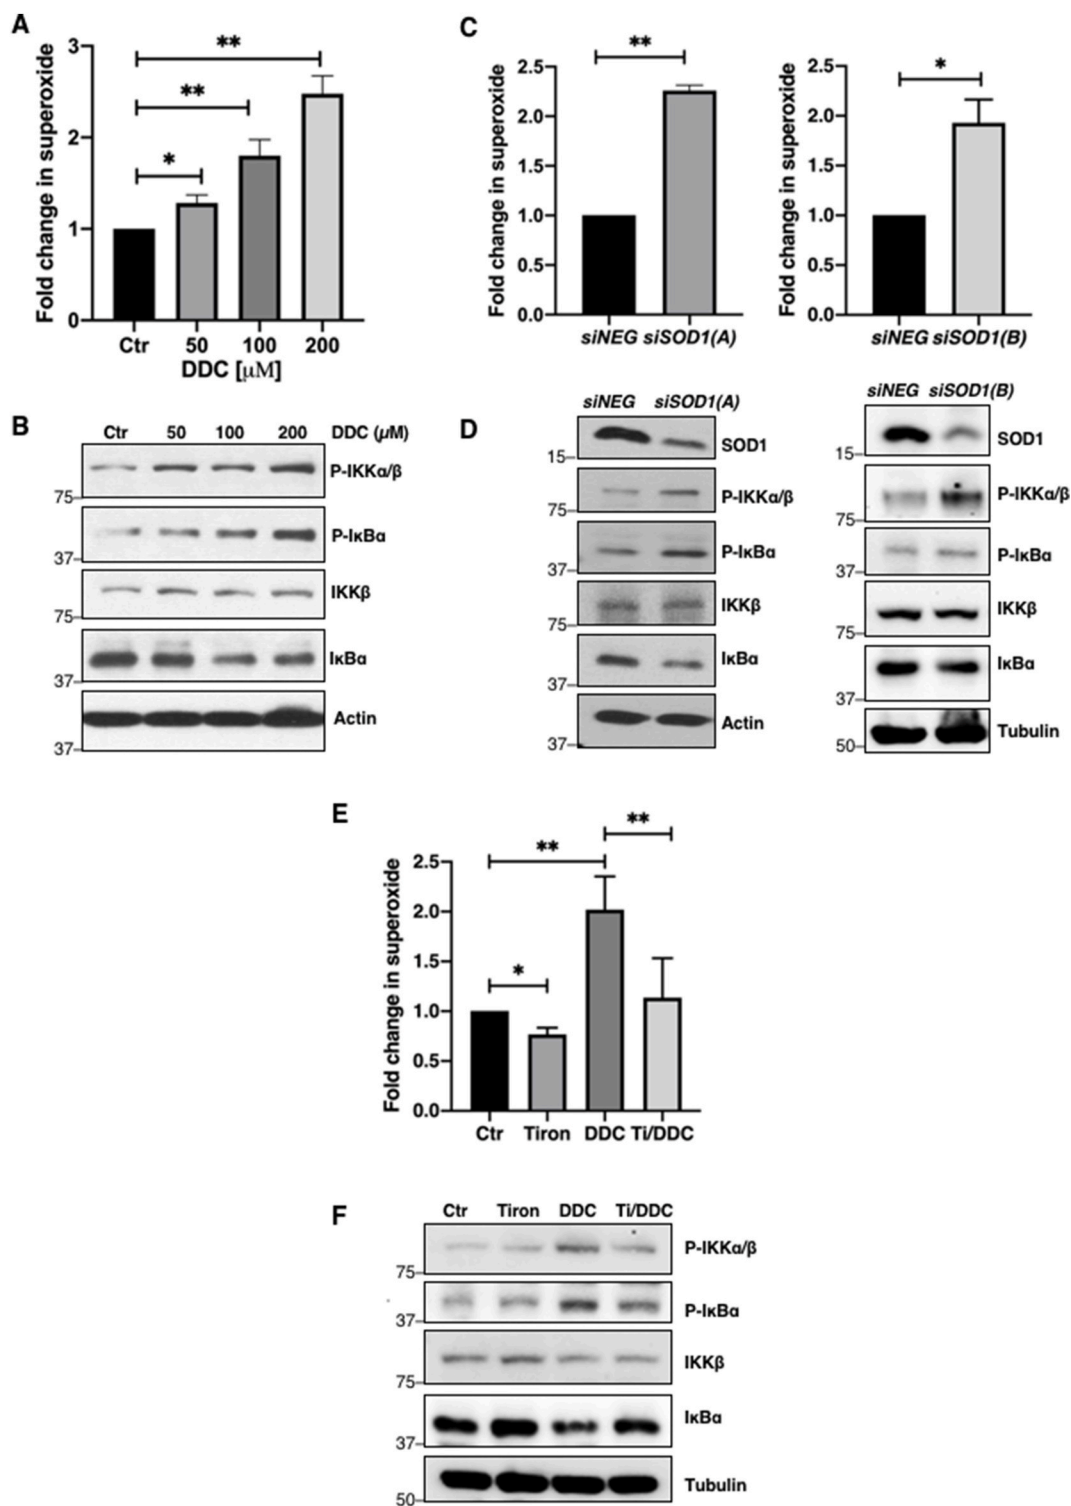 A
Fold change in superoxide
3
2
1
0
*
**
**
Ctr 50 100 200
DDC [μM]
C
Fold change in superoxide
2.5
2.0
1.5
1.0
0.5
0.0
**
siNEG siSOD1(A)
Fold change in superoxide
2.5
2.0
1.5
1.0
0.5
0.0
*
siNEG siSOD1(B)
B
Ctr 50 100 200 DDC (μM)
P-IKKα/β
75
P-IκBα
37
IKKβ
75
IκBα
37
Actin
37
D
siNEG siSOD1(A)
SOD1
15
P-IKKα/β
75
P-IκBα
37
IKKβ
75
IκBα
37
Actin
37
siNEG siSOD1(B)
SOD1
15
P-IKKα/β
75
P-IκBα
37
IKKβ
75
IκBα
37
Tubulin
50
E
Fold change in superoxide
2.5
2.0
1.5
1.0
0.5
0.0
*
**
**
Ctr Tiron DDC Ti/DDC
F
Ctr Tiron DDC Ti/DDC
P-IKKα/β
75
P-IκBα
37
IKKβ
75
IκBα
37
Tubulin
50